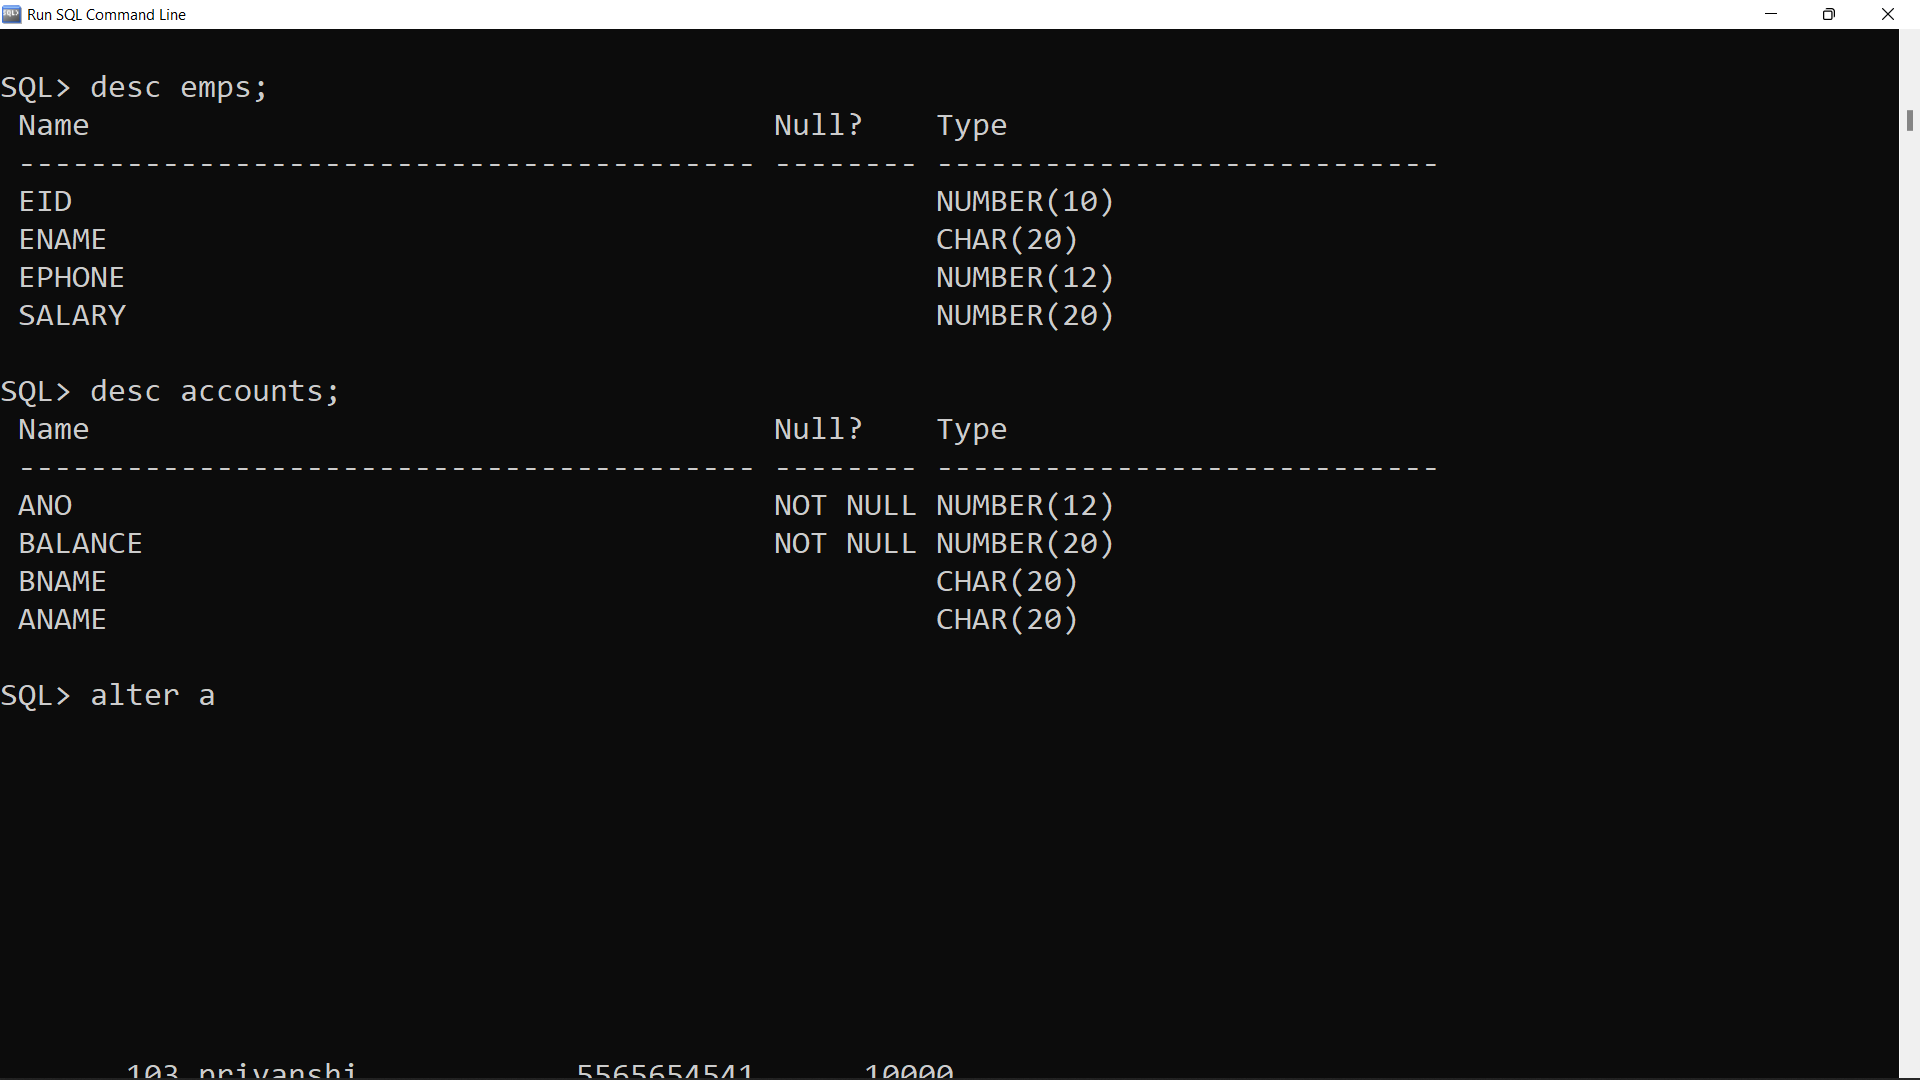 Run SQL Command Line
SQL> desc emps;
Name Null? Type
----------------------------------------- -------- ----------------------------
EID NUMBER(10)
ENAME CHAR(20)
EPHONE NUMBER(12)
SALARY NUMBER(20)
SQL> desc accounts;
Name Null? Type
----------------------------------------- -------- ----------------------------
ANO NOT NULL NUMBER(12)
BALANCE NOT NULL NUMBER(20)
BNAME CHAR(20)
ANAME CHAR(20)
SQL> alter a
103 priyanshi 5565654541 10000